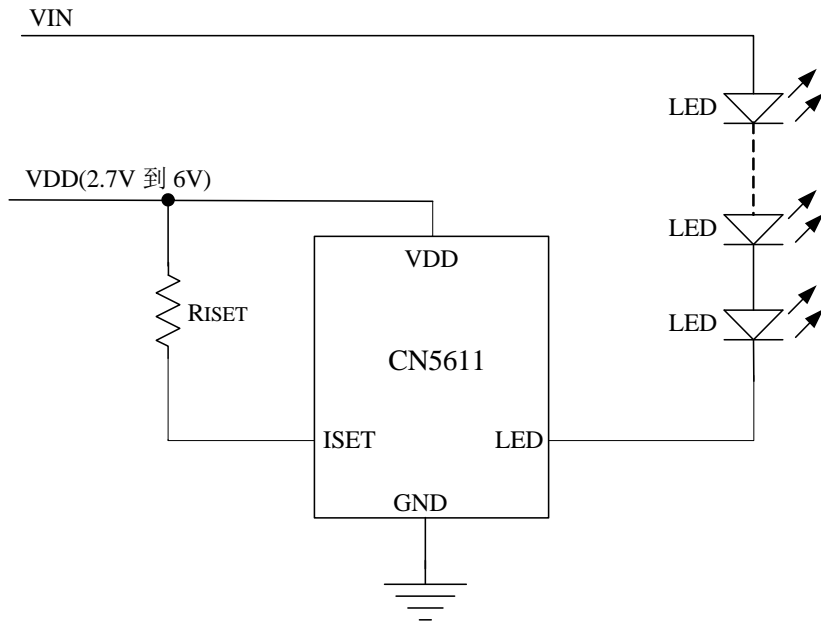 VIN
LED
VDD(2.7V 到 6V)
LED
VDD
RISET
LED
CN5611
ISET
LED
GND